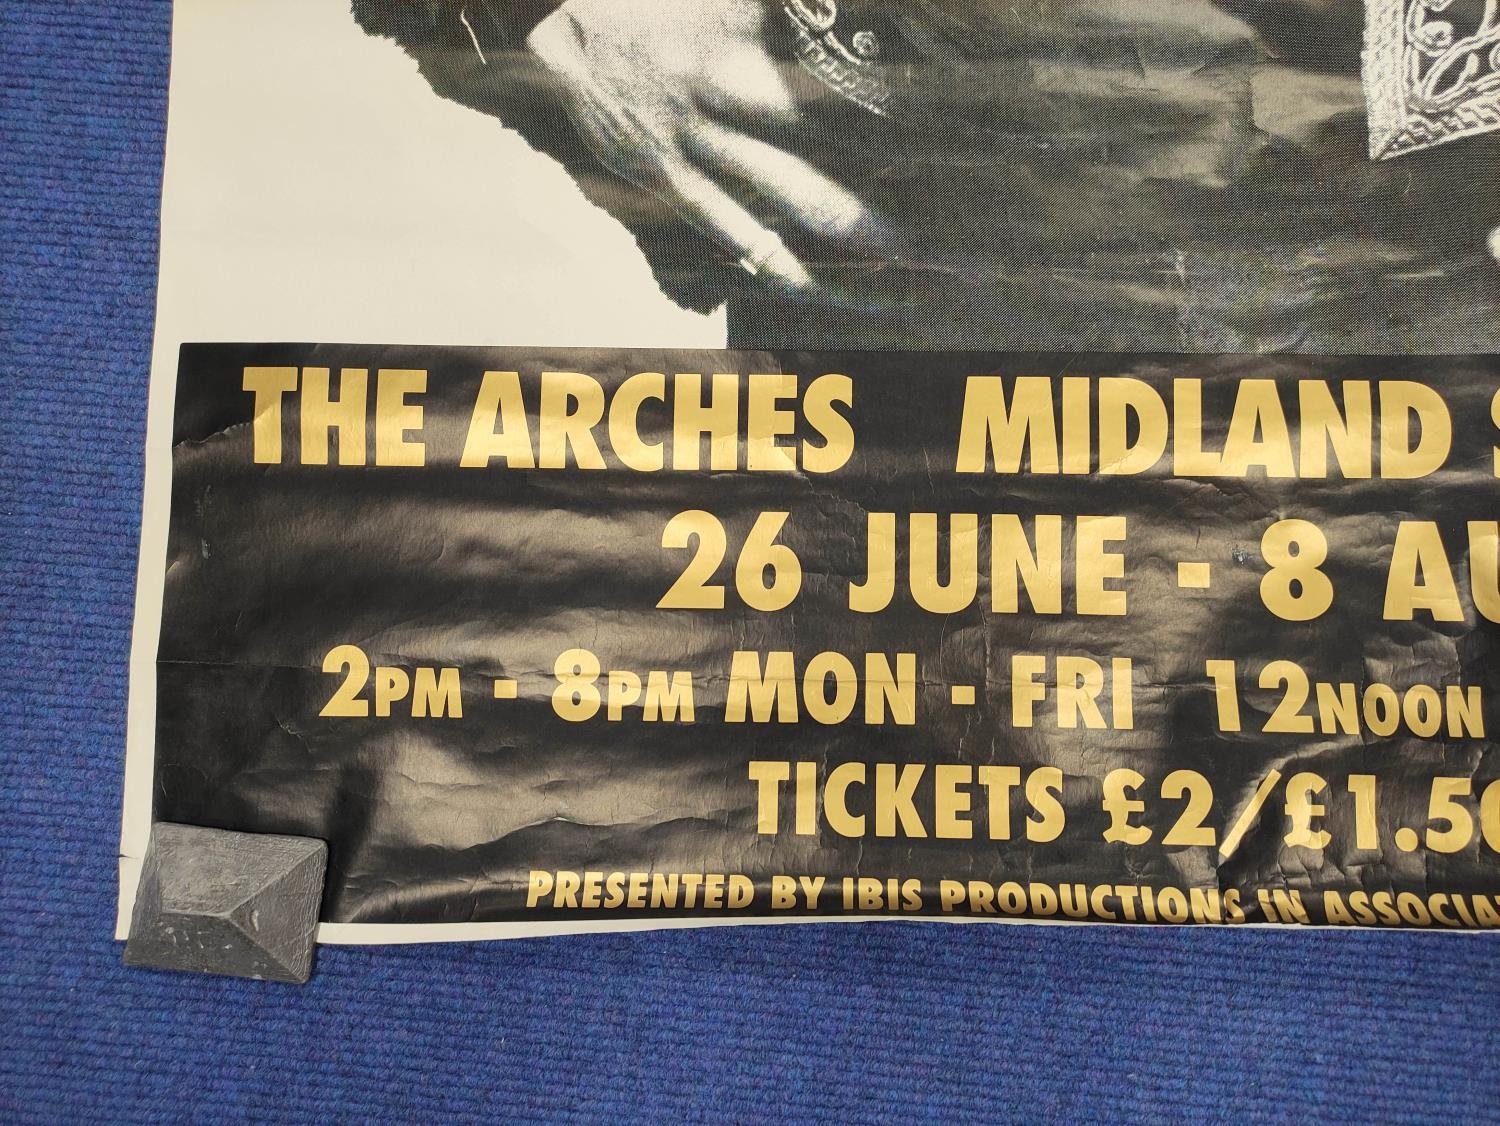 THE ARCHES MIDLAND
26 JUNE - 8
2PM - 8PM MON - FRI 12NOON
TICKETS £2/£1.50
PRESENTED BY IBIS PRODUCTIONS IN